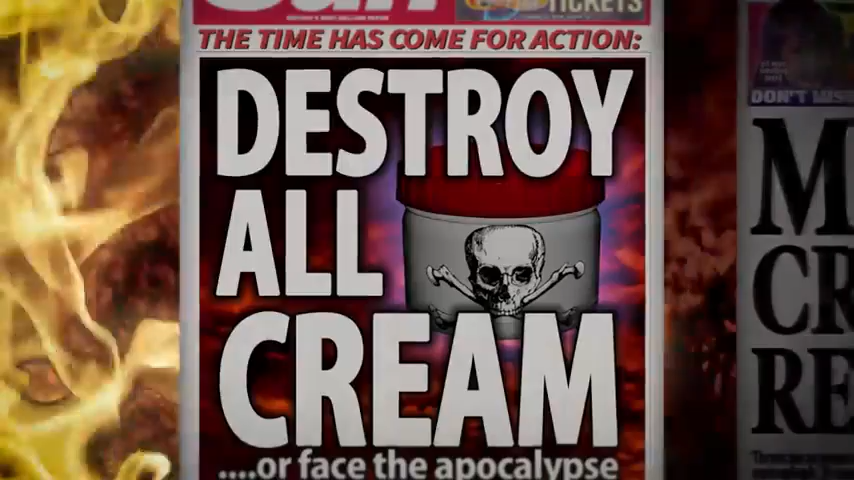 TICKETS
THE TIME HAS COME FOR ACTION:
DESTROY
ALL
CREAM
....or face the apocalypse
DON'T MISS
M
CR
RE